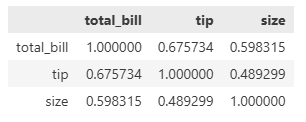 total_bill tip size
total_bill 1.000000 0.675734 0.598315
tip 0.675734 1.000000 0.489299
size 0.598315 0.489299 1.000000